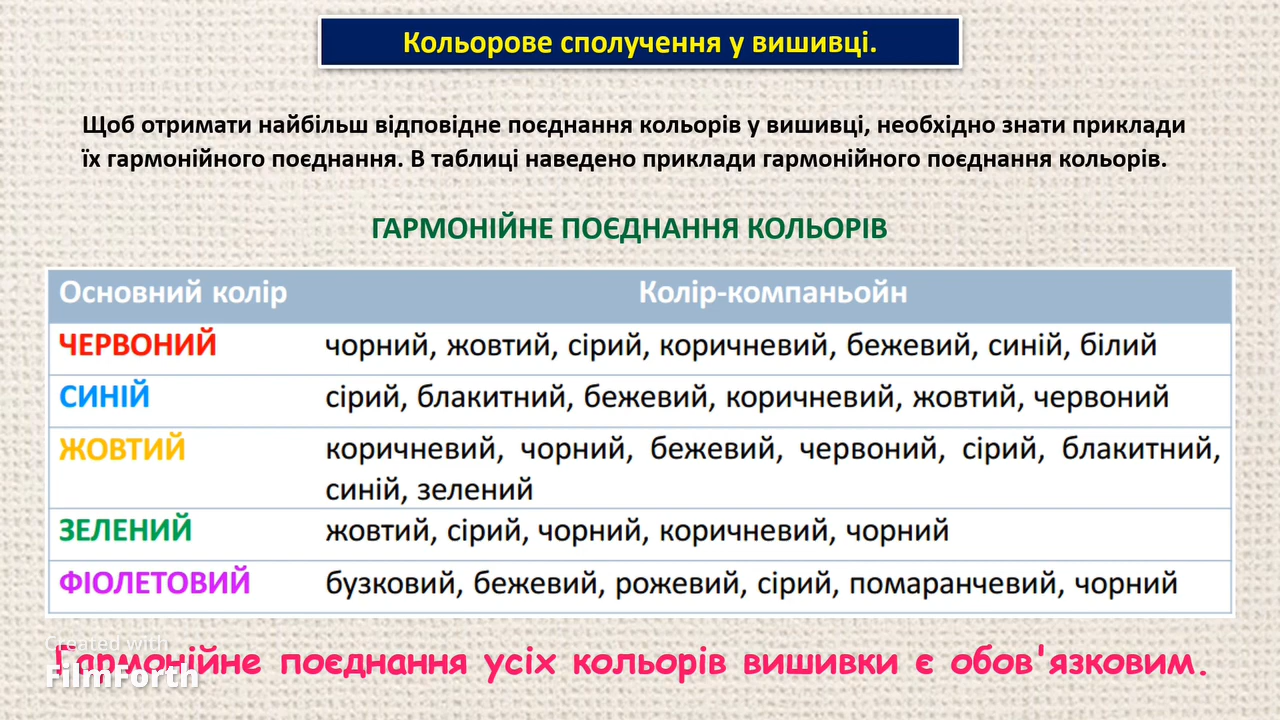 Кольорове сполучення у вишивці.
Щоб отримати найбільш відповідне поєднання кольорів у вишивці, необхідно знати приклади
їх гармонійного поєднання. В таблиці наведено приклади гармонійного поєднання кольорів.
ГАРМОНІЙНЕ ПОЄДНАННЯ КОЛЬОРІВ
Основний колір Колір-компаньойн
ЧЕРВОНИЙ чорний, жовтий, сірий, коричневий, бежевий, синій, білий
СИНІЙ сірий, блакитний, бежевий, коричневий, жовтий, червоний
ЖОВТИЙ коричневий, чорний, бежевий, червоний, сірий, блакитний,
синій, зелений
ЗЕЛЕНИЙ жовтий, сірий, чорний, коричневий, чорний
ФІОЛЕТОВИЙ бузковий, бежевий, рожевий, сірий, помаранчевий, чорний
Created with
Гармонійне поєднання усіх кольорів вишивки є обов'язковим.
FilmForth